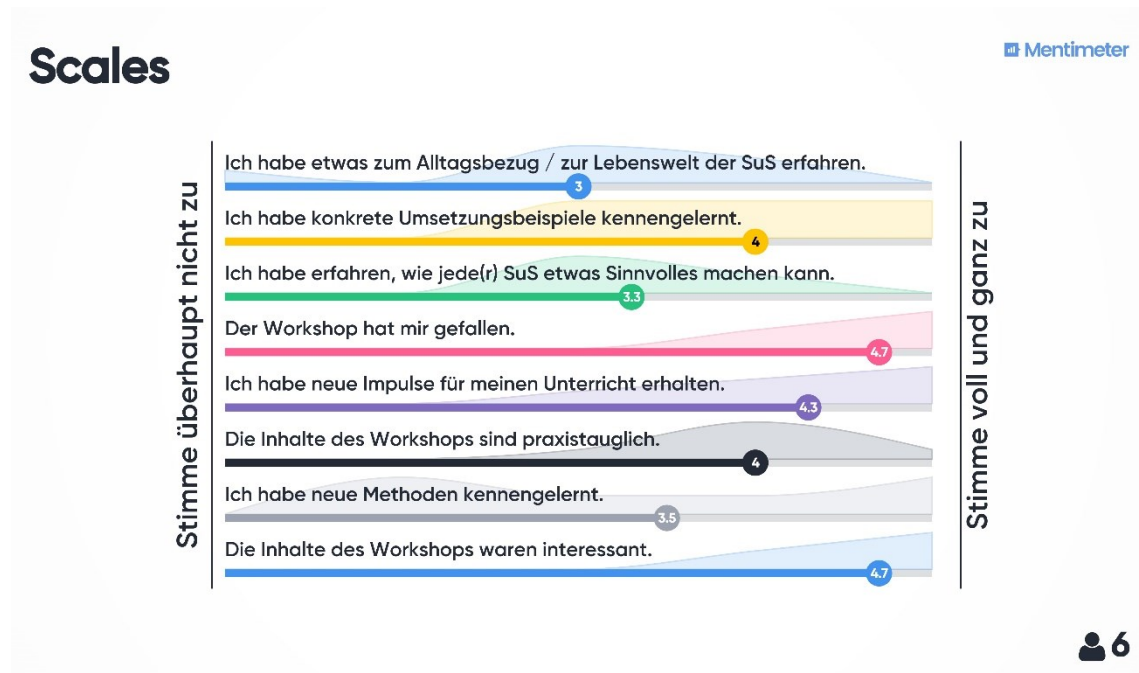 Scales
Mentimeter
Stimme überhaupt nicht zu
Ich habe etwas zum Alltagsbezug / zur Lebenswelt der SuS erfahren.
3
Ich habe konkrete Umsetzungsbeispiele kennengelernt.
4
Ich habe erfahren, wie jede(r) SuS etwas Sinnvolles machen kann.
3.3
Der Workshop hat mir gefallen.
4.7
Ich habe neue Impulse für meinen Unterricht erhalten.
4.3
Die Inhalte des Workshops sind praxistauglich.
4
Ich habe neue Methoden kennengelernt.
3.5
Die Inhalte des Workshops waren interessant.
4.7
Stimme voll und ganz zu
6